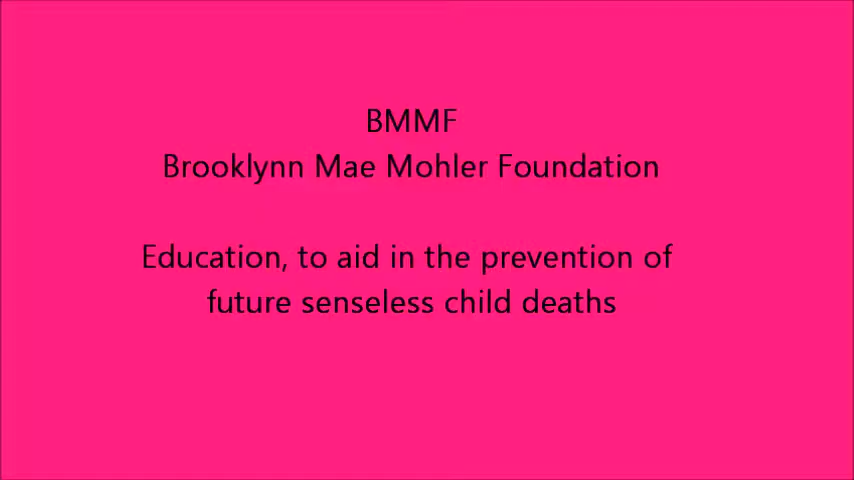 BMMF
Brooklynn Mae Mohler Foundation
Education, to aid in the prevention of
future senseless child deaths